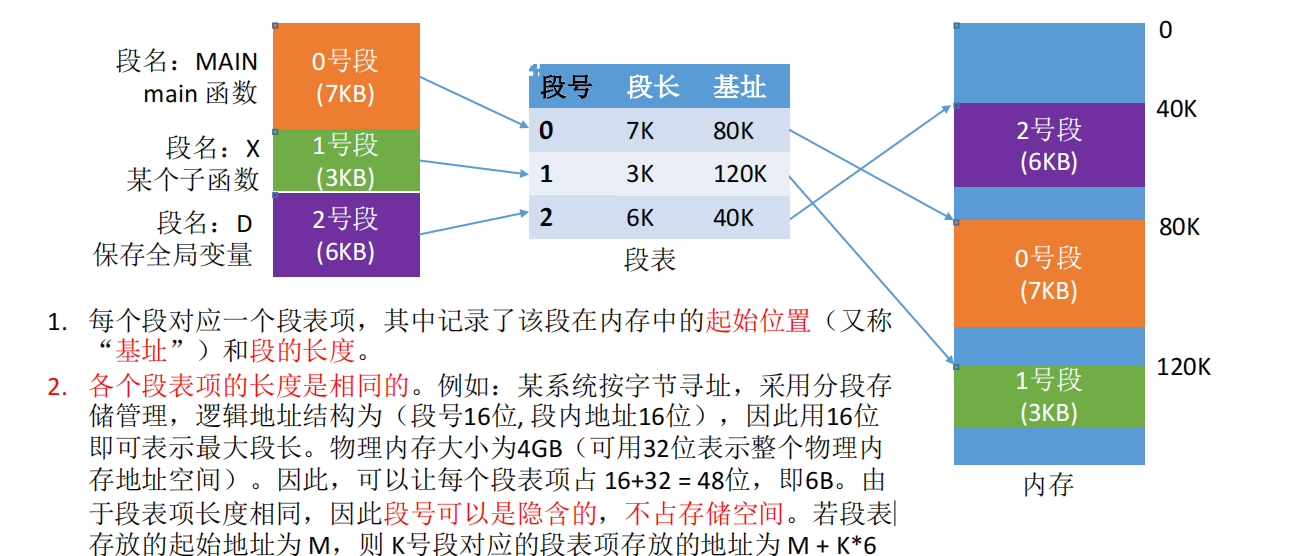 段名：MAIN
main 函数
0号段
(7KB)
段名：X
某个子函数
1号段
(3KB)
段名：D
保存全局变量
2号段
(6KB)
段号 段长 基址
0 7K 80K
1 3K 120K
2 6K 40K
段表
0
40K
2号段
(6KB)
80K
0号段
(7KB)
120K
1号段
(3KB)
内存
1. 每个段对应一个段表项，其中记录了该段在内存中的起始位置（又称
“基址”）和段的长度。
2. 各个段表项的长度是相同的。例如：某系统按字节寻址，采用分段存
储管理，逻辑地址结构为（段号16位, 段内地址16位），因此用16位
即可表示最大段长。物理内存大小为4GB（可用32位表示整个物理内
存地址空间）。因此，可以让每个段表项占 16+32 = 48位，即6B。由
于段表项长度相同，因此段号可以是隐含的，不占存储空间。若段表
存放的起始地址为 M，则 K号段对应的段表项存放的地址为 M + K*6